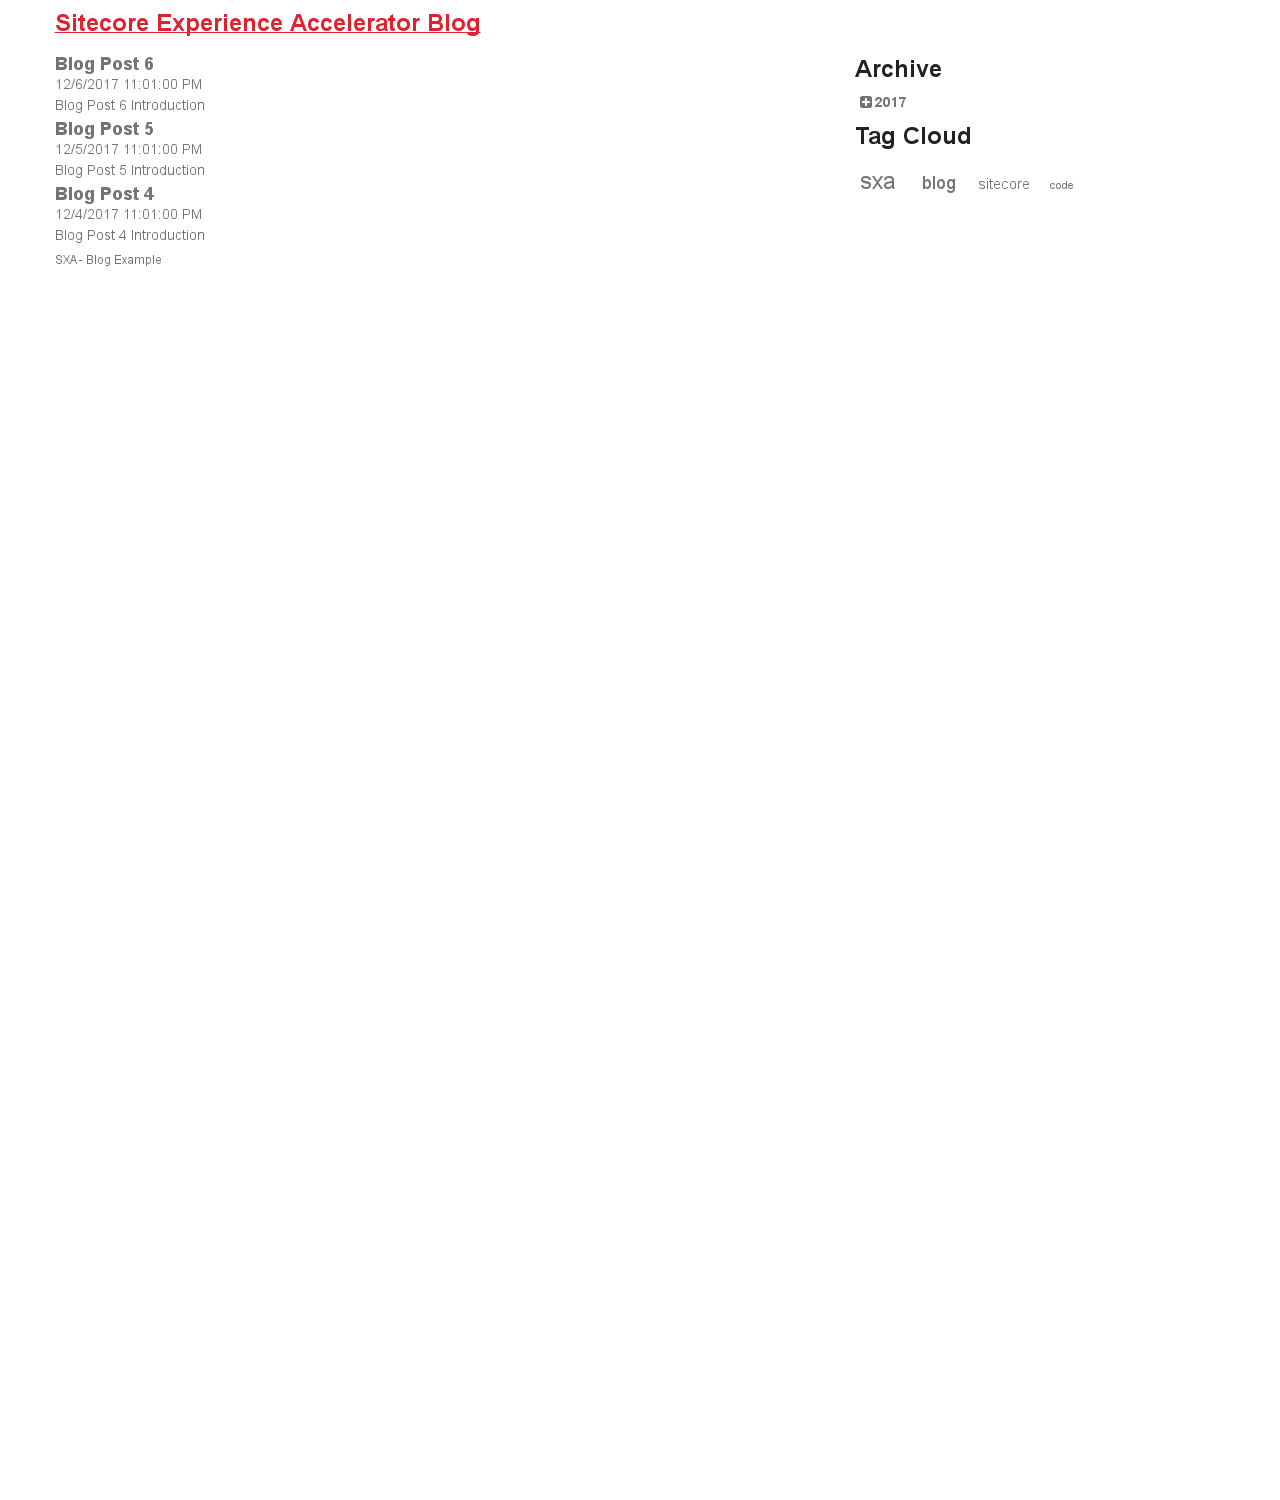 Sitecore Experience Accelerator Blog
Blog Post 6
12/6/2017 11:01:00 PM
Blog Post 6 Introduction
Blog Post 5
12/5/2017 11:01:00 PM
Blog Post 5 Introduction
Blog Post 4
12/4/2017 11:01:00 PM
Blog Post 4 Introduction
SXA- Blog Example
Archive
2017
Tag Cloud
sxa blog sitecore code